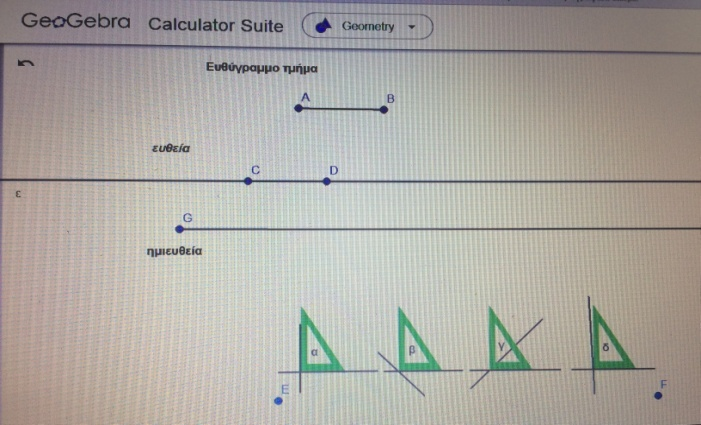 GeoGebra Calculator Suite Geometry
Ευθύγραμμο τμήμα
A B
ευθεία
C D
ε
G
ημιευθεία
α β γ δ
E F